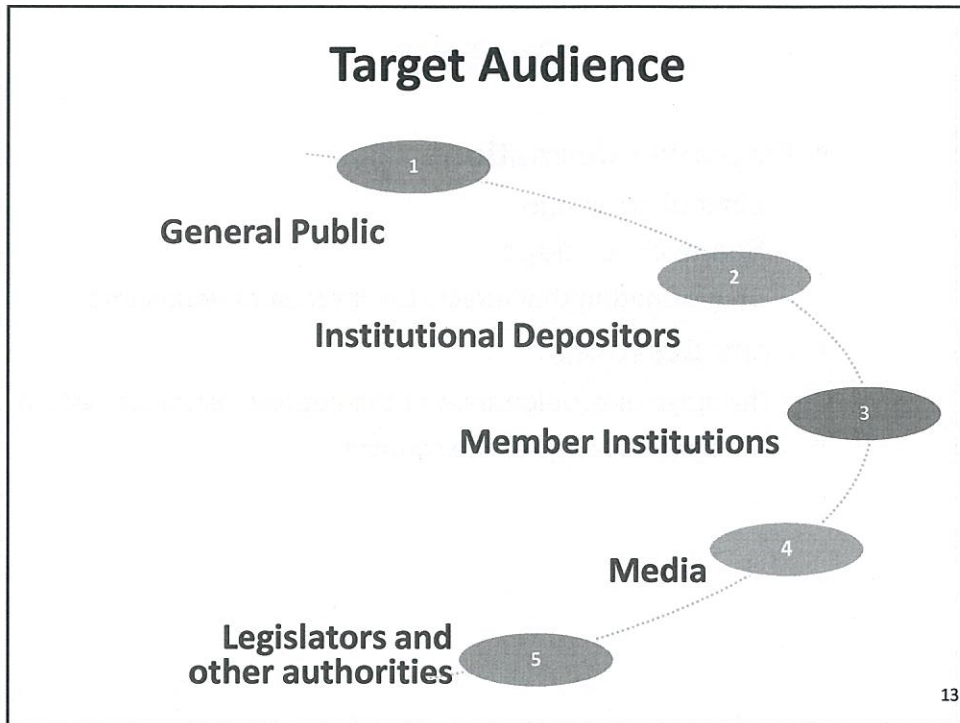 Target Audience
1
General Public
2
Institutional Depositors
3
Member Institutions
4
Media
Legislators and
other authorities
5
13